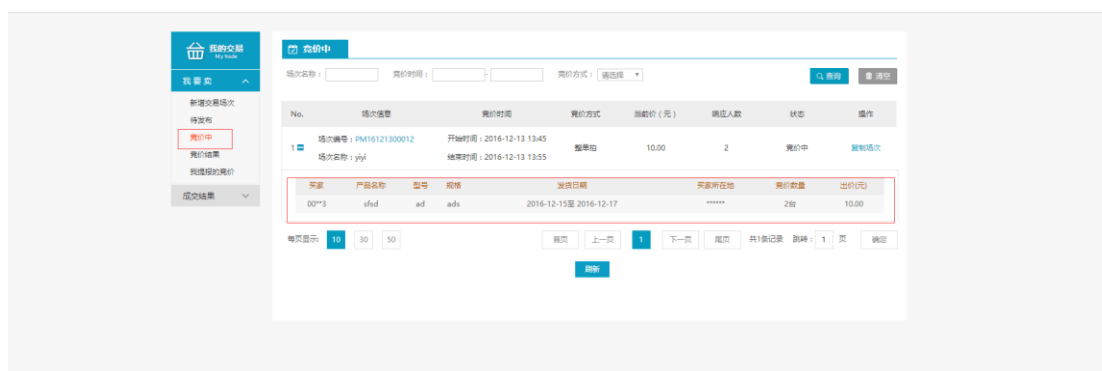 我的交易
My trade
我要卖
新增交易场次
待发布
竞价中
竞价结果
我提报的竞价
成交结果
竞价中
场次名称： 竞价时间： - 竞价方式： 请选择 查询 清空
No. 场次信息 竞价时间 竞价方式 当前价（元） 响应人数 状态 操作
场次编号：PM16121300012 开始时间：2016-12-13 13:45
1 整单拍 10.00 2 竞价中 复制场次
场次名称：yiyi 结束时间：2016-12-13 13:55
买家 产品名称 型号 规格 发货日期 买家所在地 竞价数量 出价(元)
00**3 sfsd ad ads 2016-12-15至 2016-12-17 ****** 2台 10.00
每页显示: 10 30 50 首页 上一页 1 下一页 尾页 共1条记录 跳转： 1 页 确定
刷新